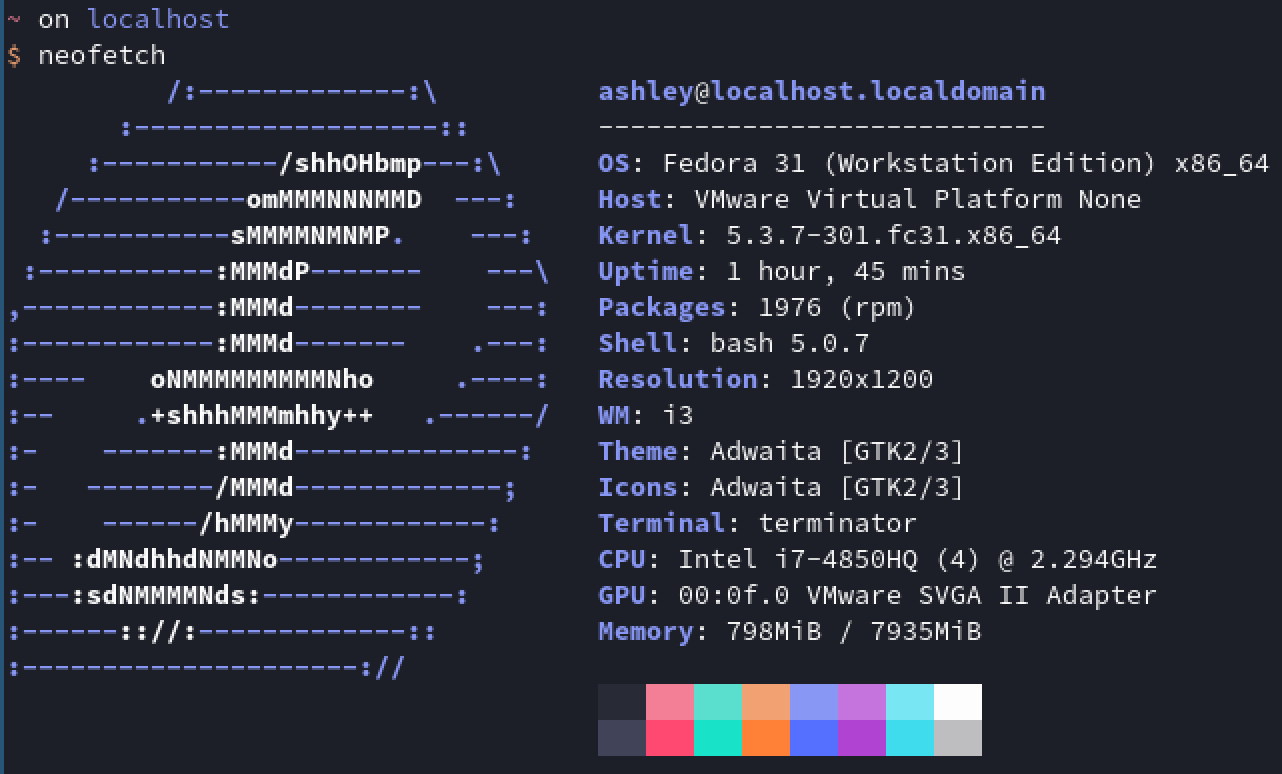 ~ on localhost
$ neofetch
          /:-------------:\          ashley@localhost.localdomain
       :-------------------::        ----------------------------
     :-----------/shhOHbmp---:\      OS: Fedora 31 (Workstation Edition) x86_64
   /-----------omMMMNNNMMD  ---:     Host: VMware Virtual Platform None
  :-----------sMMMMNMNMP.    ---:    Kernel: 5.3.7-301.fc31.x86_64
 :-----------:MMMdP-------    ---\   Uptime: 1 hour, 45 mins
,------------:MMMd--------    ---:   Packages: 1976 (rpm)
:------------:MMMd-------    .---:   Shell: bash 5.0.7
:----    oNMMMMMMMMMNho     .----:   Resolution: 1920x1200
:--     .+shhhMMMmhhy++   .------/   WM: i3
:-    -------:MMMd--------------:    Theme: Adwaita [GTK2/3]
:-   --------/MMMd-------------;     Icons: Adwaita [GTK2/3]
:-    ------/hMMMy------------:      Terminal: terminator
:-- :dMNdhhdNMMNo------------;       CPU: Intel i7-4850HQ (4) @ 2.294GHz
:---:sdNMMMMNds:------------:        GPU: 00:0f.0 VMware SVGA II Adapter
:------:://:-------------::          Memory: 798MiB / 7935MiB
:---------------------://